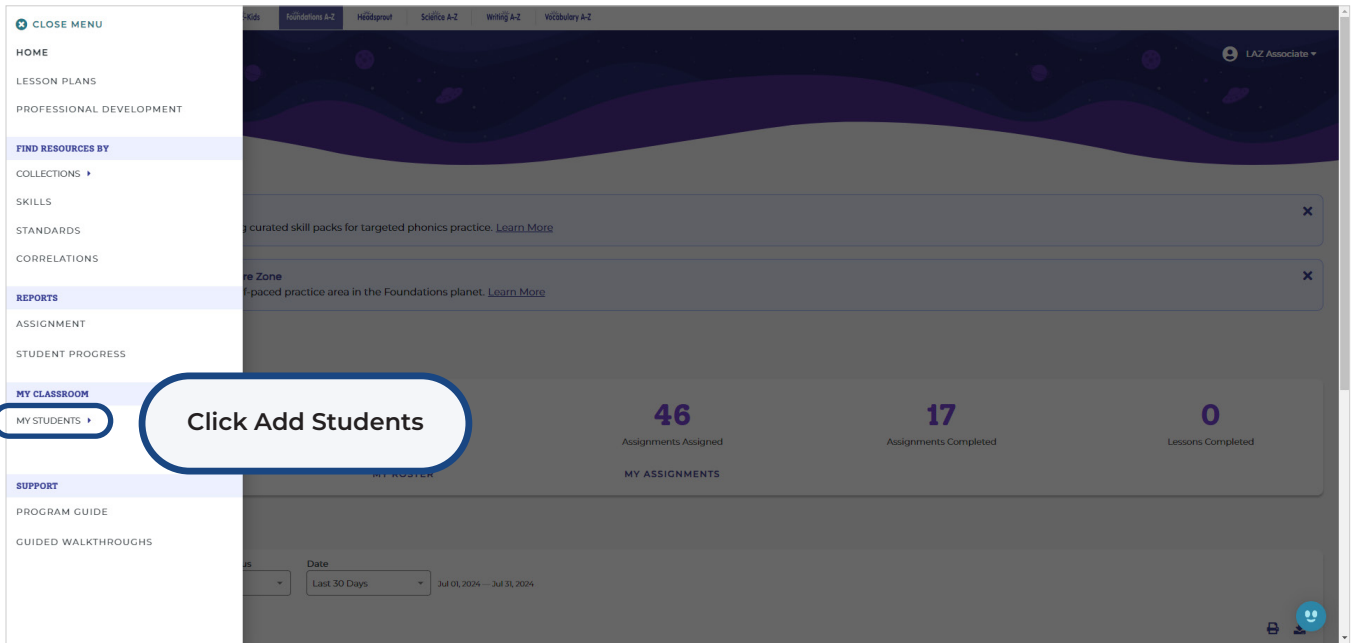 -Kids Foundations A-Z Headsprout Science A-Z Writing A-Z Vocabulary A-Z
CLOSE MENU
HOME
LESSON PLANS
PROFESSIONAL DEVELOPMENT
FIND RESOURCES BY
COLLECTIONS
SKILLS
STANDARDS
CORRELATIONS
REPORTS
ASSIGNMENT
STUDENT PROGRESS
MY CLASSROOM
MY STUDENTS
SUPPORT
PROGRAM GUIDE
GUIDED WALKTHROUGHS
Click Add Students
LAZ Associate
g curated skill packs for targeted phonics practice. Learn More
re Zone
f-paced practice area in the Foundations planet. Learn More
46
Assignments Assigned
17
Assignments Completed
0
Lessons Completed
MY ROSTER
MY ASSIGNMENTS
us
Date
Last 30 Days
Jul 01, 2024 — Jul 31, 2024